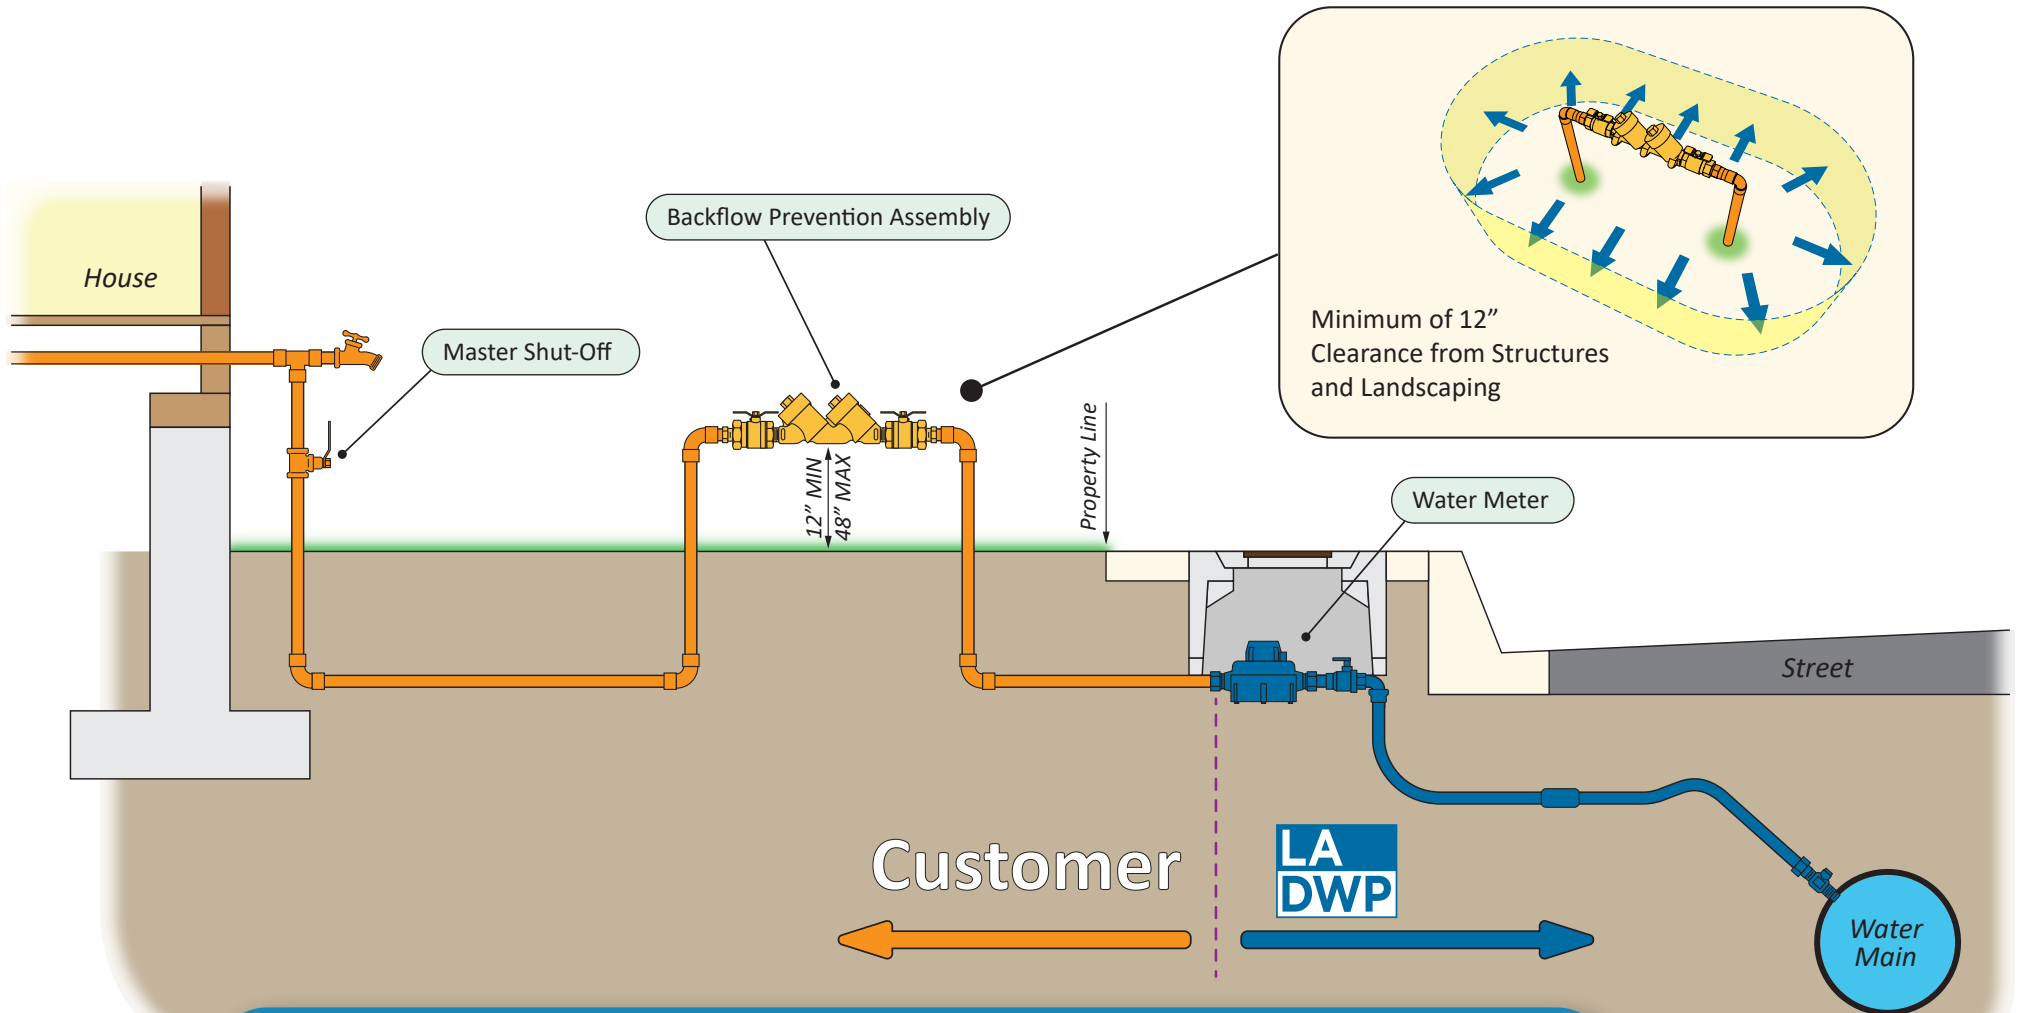 House
Master Shut-Off
Backflow Prevention Assembly
12” MIN
48” MAX
Property Line
Minimum of 12”
Clearance from Structures
and Landscaping
Water Meter
Street
Customer
LA
DWP
Water
Main